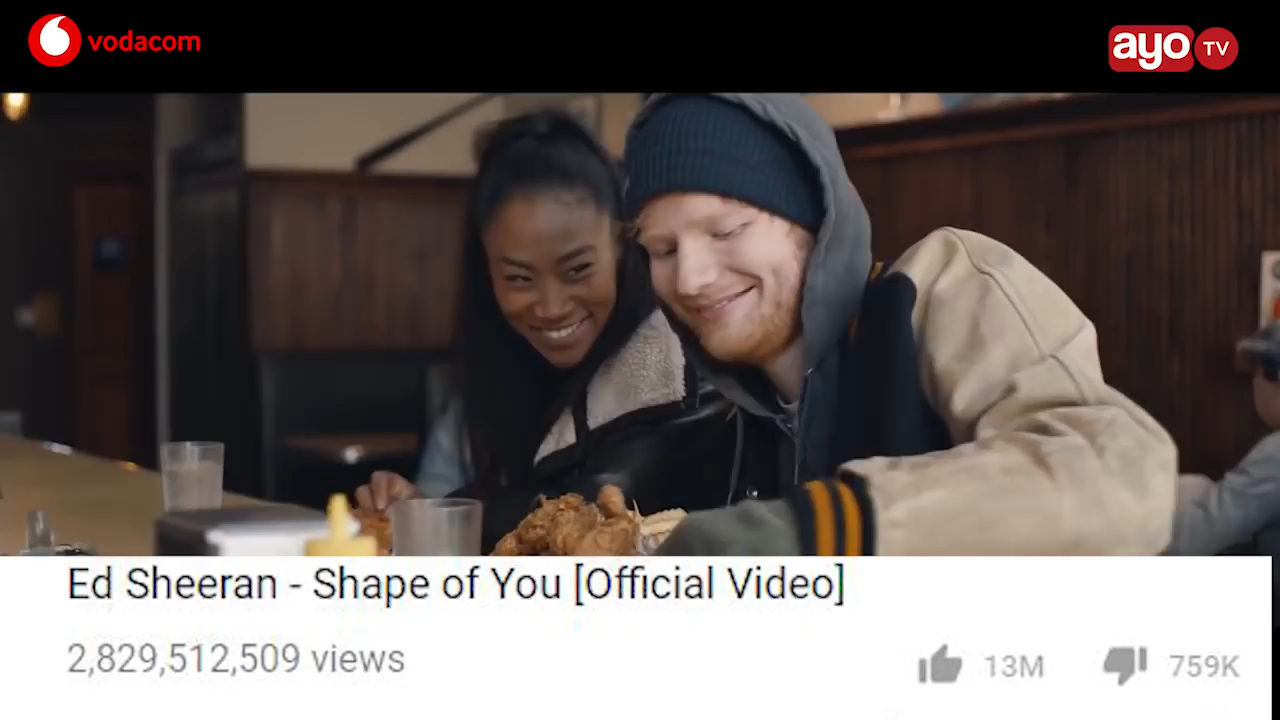 vodacom
ayo TV
Ed Sheeran - Shape of You [Official Video]
2,829,512,509 views
13M
759K